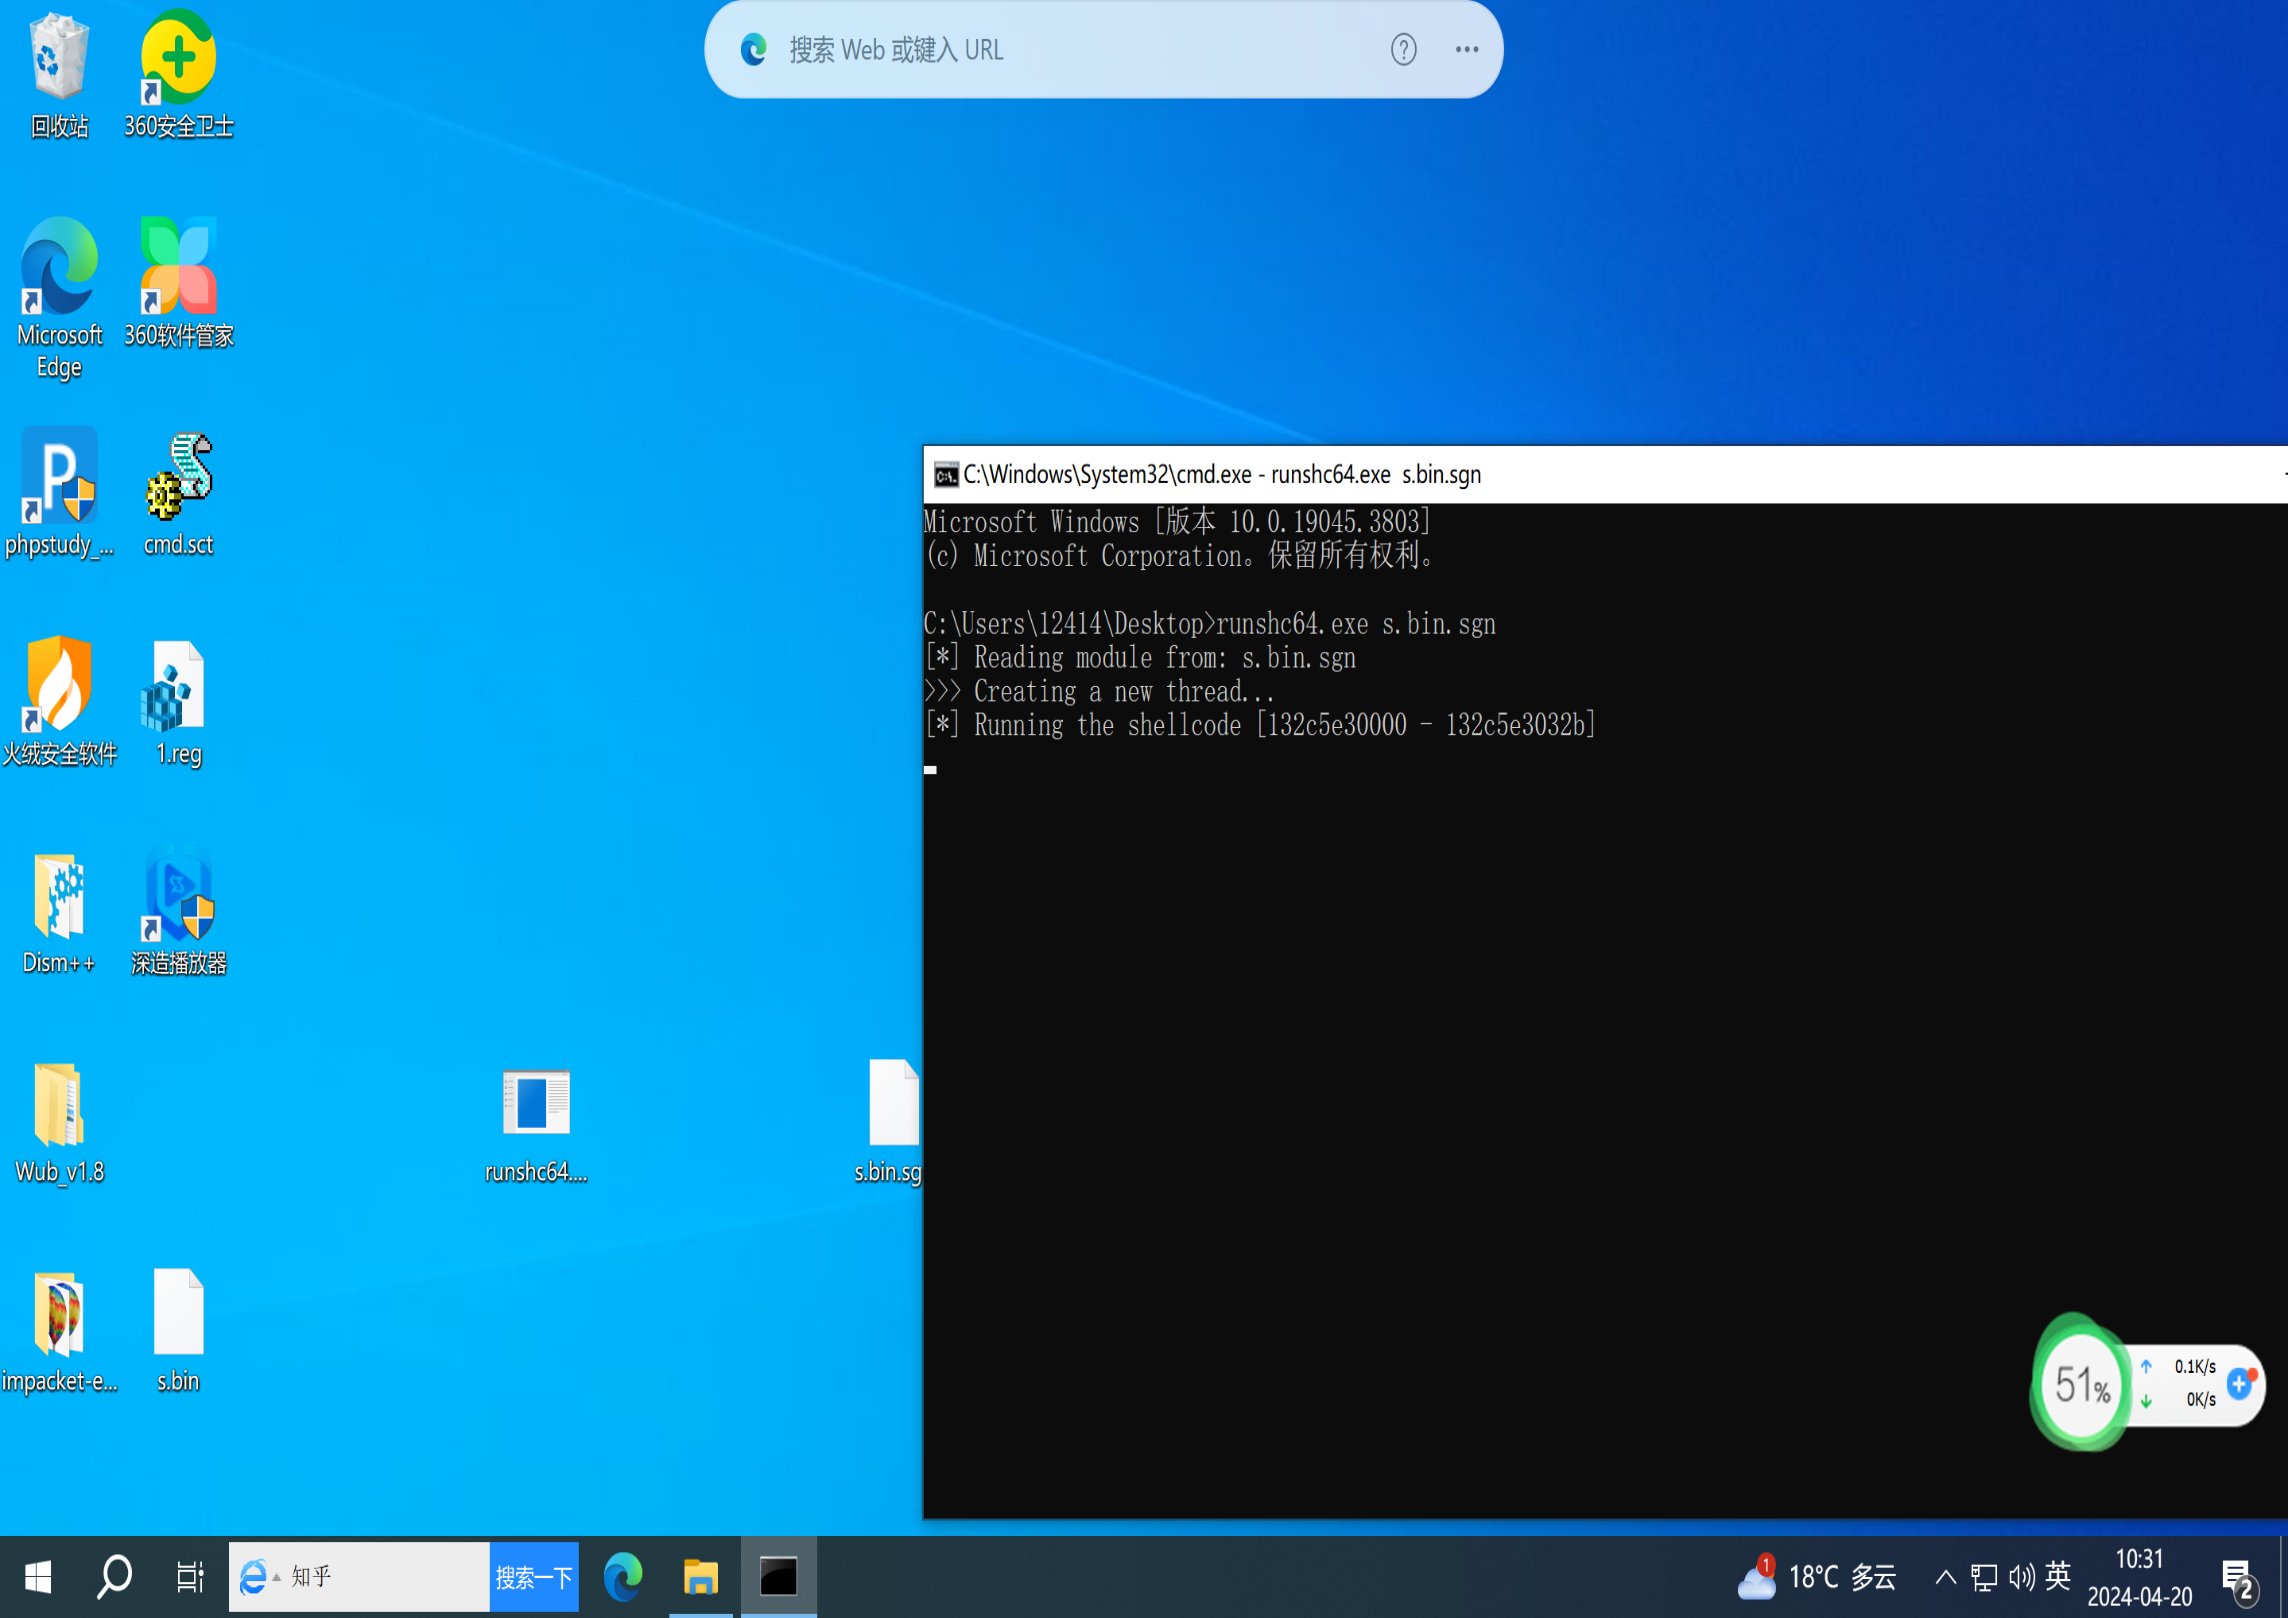 搜索 Web 或键入 URL
回收站
360安全卫士
Microsoft
Edge
360软件管家
phpstudy_...
cmd.sct
火绒安全软件
1.reg
Dism++
深造播放器
Wub_v1.8
runshc64....
s.bin.sg
impacket-e...
s.bin
C:\Windows\System32\cmd.exe - runshc64.exe  s.bin.sgn
Microsoft Windows [版本 10.0.19045.3803]
(c) Microsoft Corporation。保留所有权利。
C:\Users\12414\Desktop>runshc64.exe s.bin.sgn
[*] Reading module from: s.bin.sgn
>>> Creating a new thread...
[*] Running the shellcode [132c5e30000 - 132c5e3032b]
51%
0.1K/s
0K/s
知乎
搜索一下
1
18°C 多云
英
10:31
2024-04-20
2